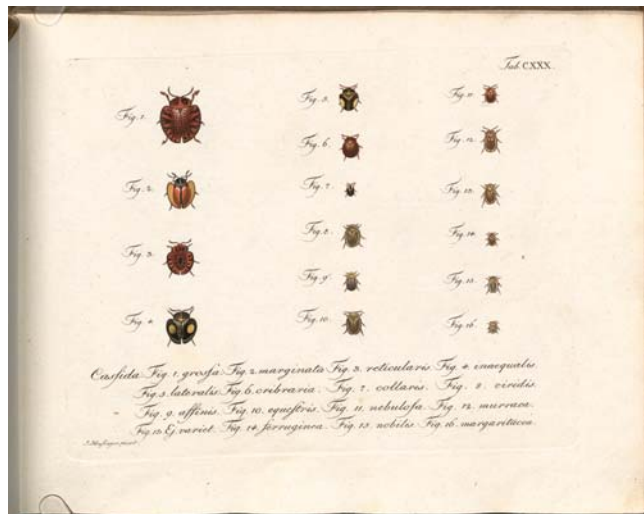 Tab. CXXX.
Fig. 1.
Fig. 2.
Fig. 3.
Fig. 4.
Fig. 5.
Fig. 6.
Fig. 7.
Fig. 8.
Fig. 9.
Fig. 10.
Fig. 11.
Fig. 12.
Fig. 13.
Fig. 14.
Fig. 15.
Fig. 16.
Cassida Fig. 1. grossa Fig. 2. marginata Fig. 3. reticularis. Fig. 4. inaequalis.
Fig. 5. lateralis Fig. 6. cribraria. Fig. 7. collaris. Fig. 8. viridis.
Fig. 9. affinis. Fig. 10. equestris. Fig. 11. nebulosa. Fig. 12. murraea.
Fig. 13. Ej. variet. Fig. 14. ferruginea. Fig. 15. nobilis. Fig. 16. margaritacea.